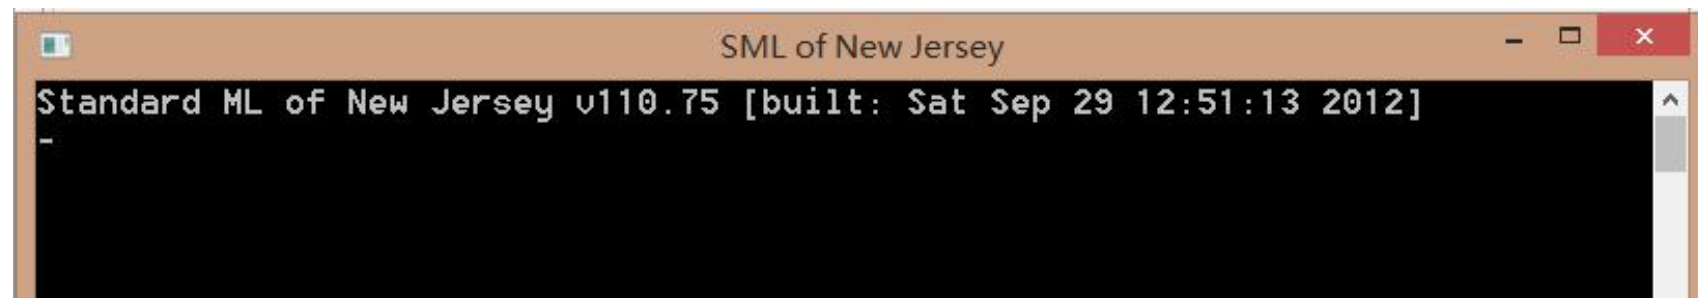 SML of New Jersey
Standard ML of New Jersey v110.75 [built: Sat Sep 29 12:51:13 2012]
-